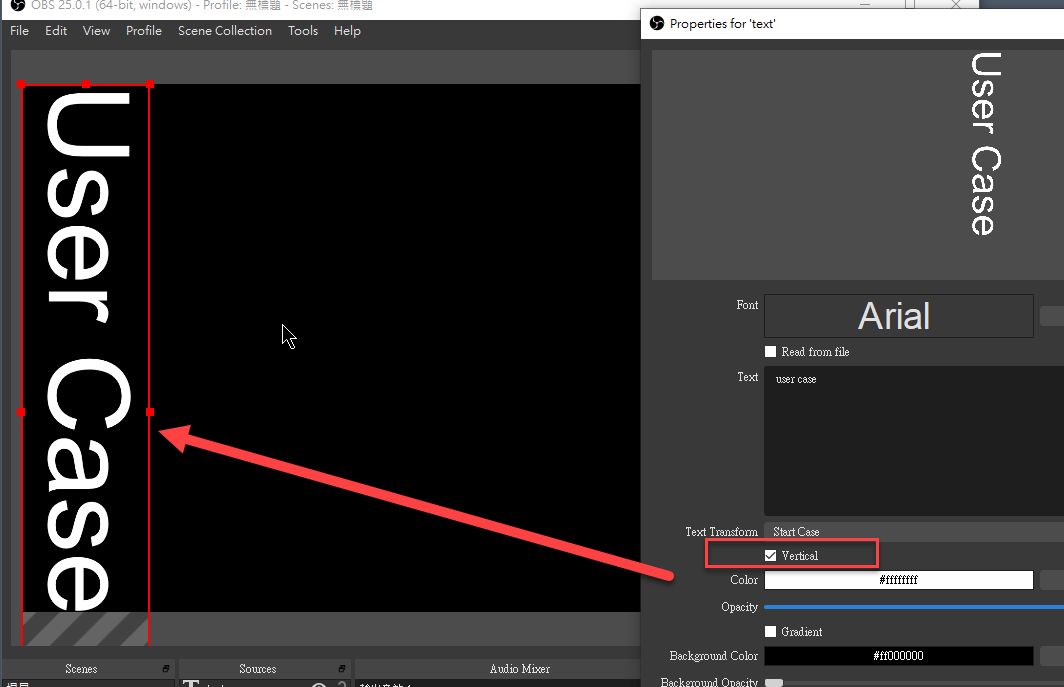 OBS 25.0.1 (64-bit, windows) - Profile: 無標題 - Scenes: 無標題
File Edit View Profile Scene Collection Tools Help
User Case
Scenes
Sources
Audio Mixer
Properties for 'text'
User Case
Font
Arial
Read from file
Text
user case
Text Transform
Start Case
Vertical
Color
#ffffffff
Opacity
Gradient
Background Color
#ff000000
Background Opacity